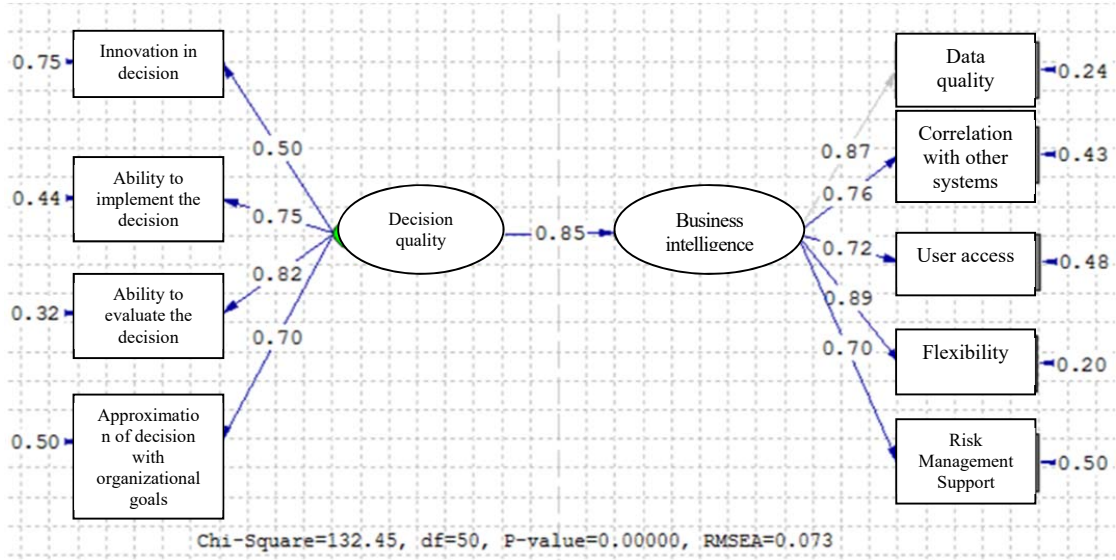 Innovation in
decision
0.75
Ability to
implement the
decision
0.44
Ability to
evaluate the
decision
0.32
Approximatio
n of decision
with
organizational
goals
0.50
0.50
0.75
0.82
0.70
Decision
quality
0.85
Business
intelligence
0.87
0.76
0.72
0.89
0.70
Data
quality
0.24
Correlation
with other
systems
0.43
User access
0.48
Flexibility
0.20
Risk
Management
Support
0.50
Chi-Square=132.45, df=50, P-value=0.00000, RMSEA=0.073